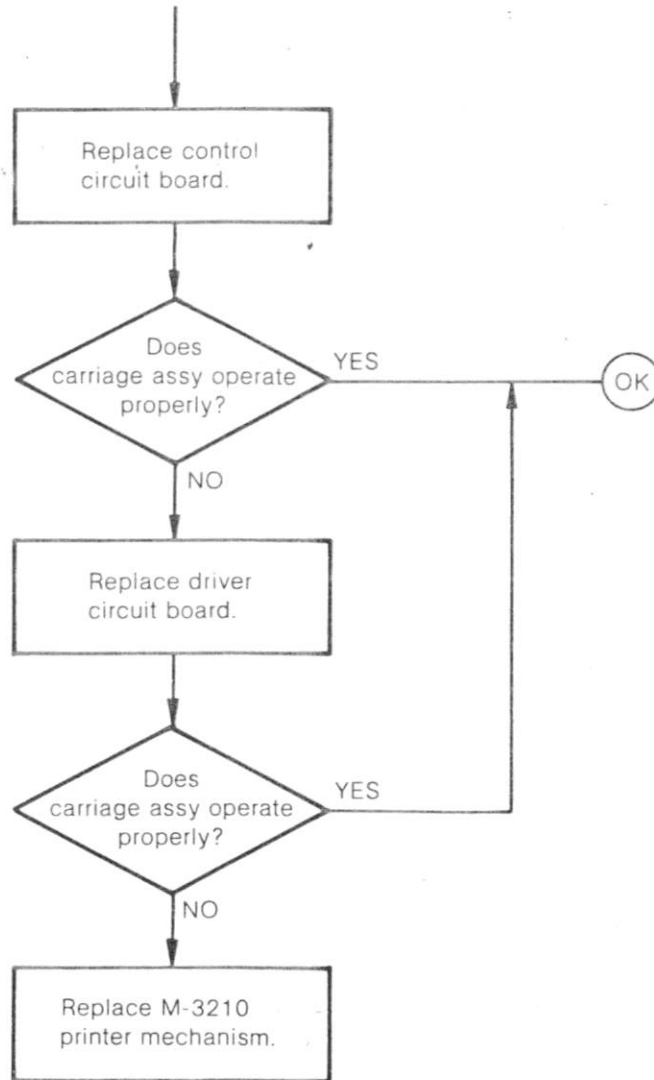 Replace control
circuit board.
Does
carriage assy operate
properly?
YES
OK
NO
Replace driver
circuit board.
Does
carriage assy operate
properly?
YES
NO
Replace M-3210
printer mechanism.